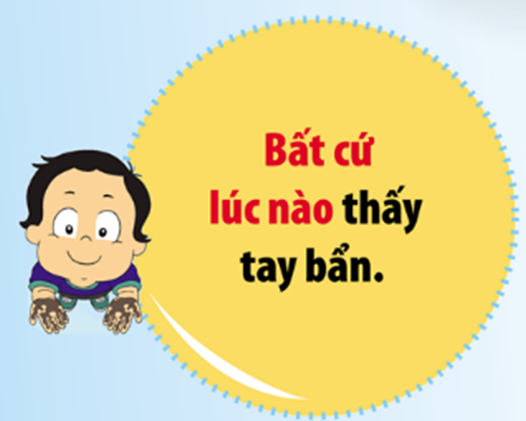 Bất cứ
lúc nào thấy
tay bẩn.